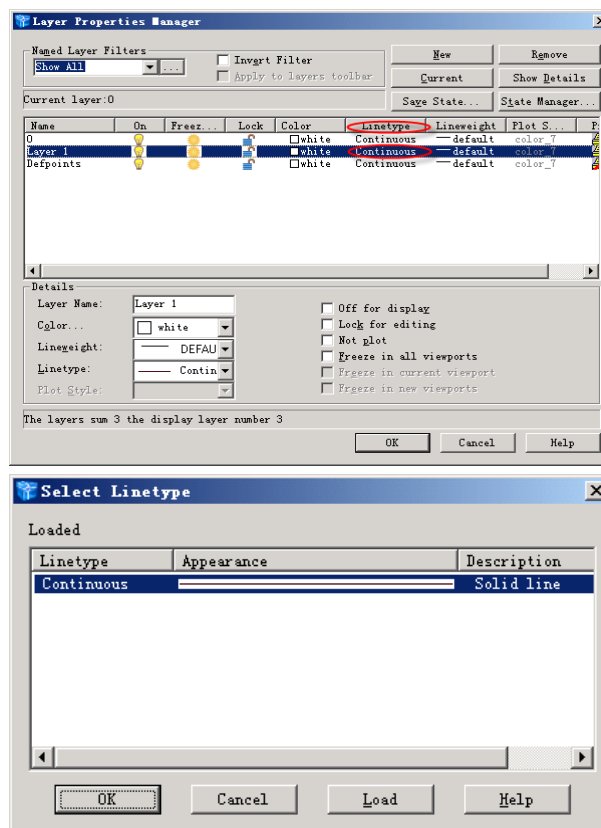 Layer Properties Manager
Named Layer Filters
Show All ... Invert Filter New Remove
Apply to layers toolbar Current Show Details
Current layer:0 Save State... State Manager...
Name On Freez... Lock Color Linetype Lineweight Plot S... P
0 white Continuous default color_7
Layer 1 white Continuous default color_7
Defpoints white Continuous default color_7
Details
Layer Name: Layer 1 Off for display
Color... white Lock for editing
Lineweight: DEFAU Not plot
Linetype: Contin Freeze in all viewports
Freeze in current viewport
Plot Style: Freeze in new viewports
The layers sum 3 the display layer number 3
OK Cancel Help
Select Linetype
Loaded
Linetype Appearance Description
Continuous Solid line
OK Cancel Load Help